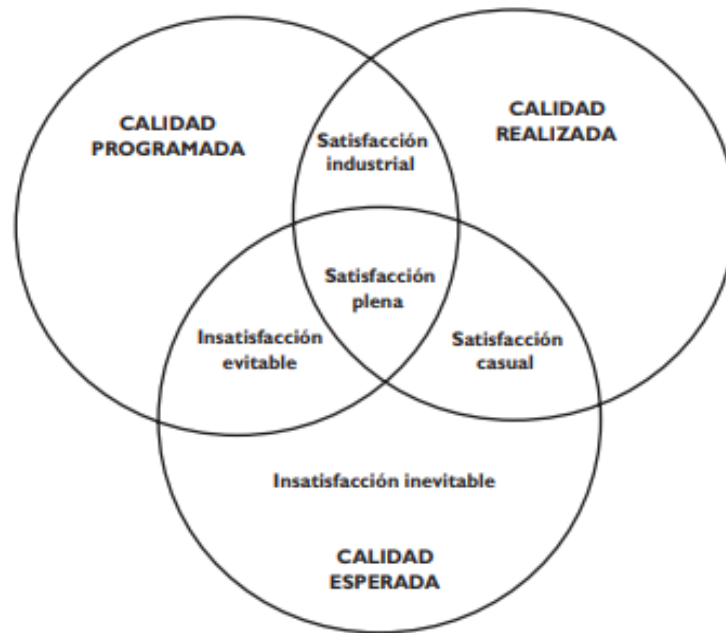 CALIDAD
PROGRAMADA
CALIDAD
REALIZADA
Satisfacción
industrial
Satisfacción
plena
Insatisfacción
evitable
Satisfacción
casual
Insatisfacción inevitable
CALIDAD
ESPERADA